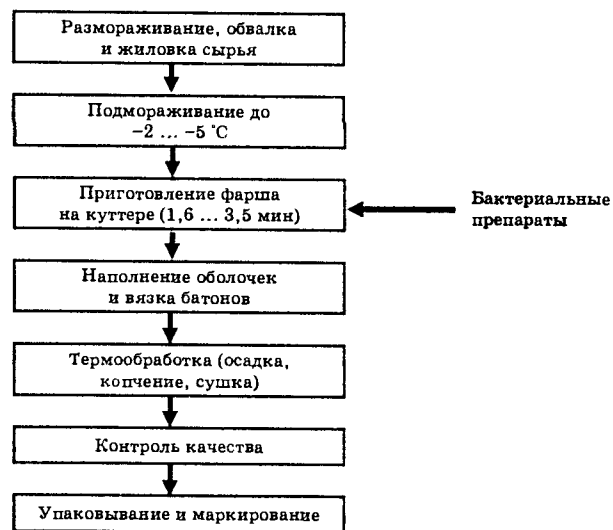 Размораживание, обвалка
и жиловка сырья
Подмораживание до
−2 ... −5 °C
Приготовление фарша
на куттере (1,6 ... 3,5 мин)
Бактериальные
препараты
Наполнение оболочек
и вязка батонов
Термообработка (осадка,
копчение, сушка)
Контроль качества
Упаковывание и маркирование